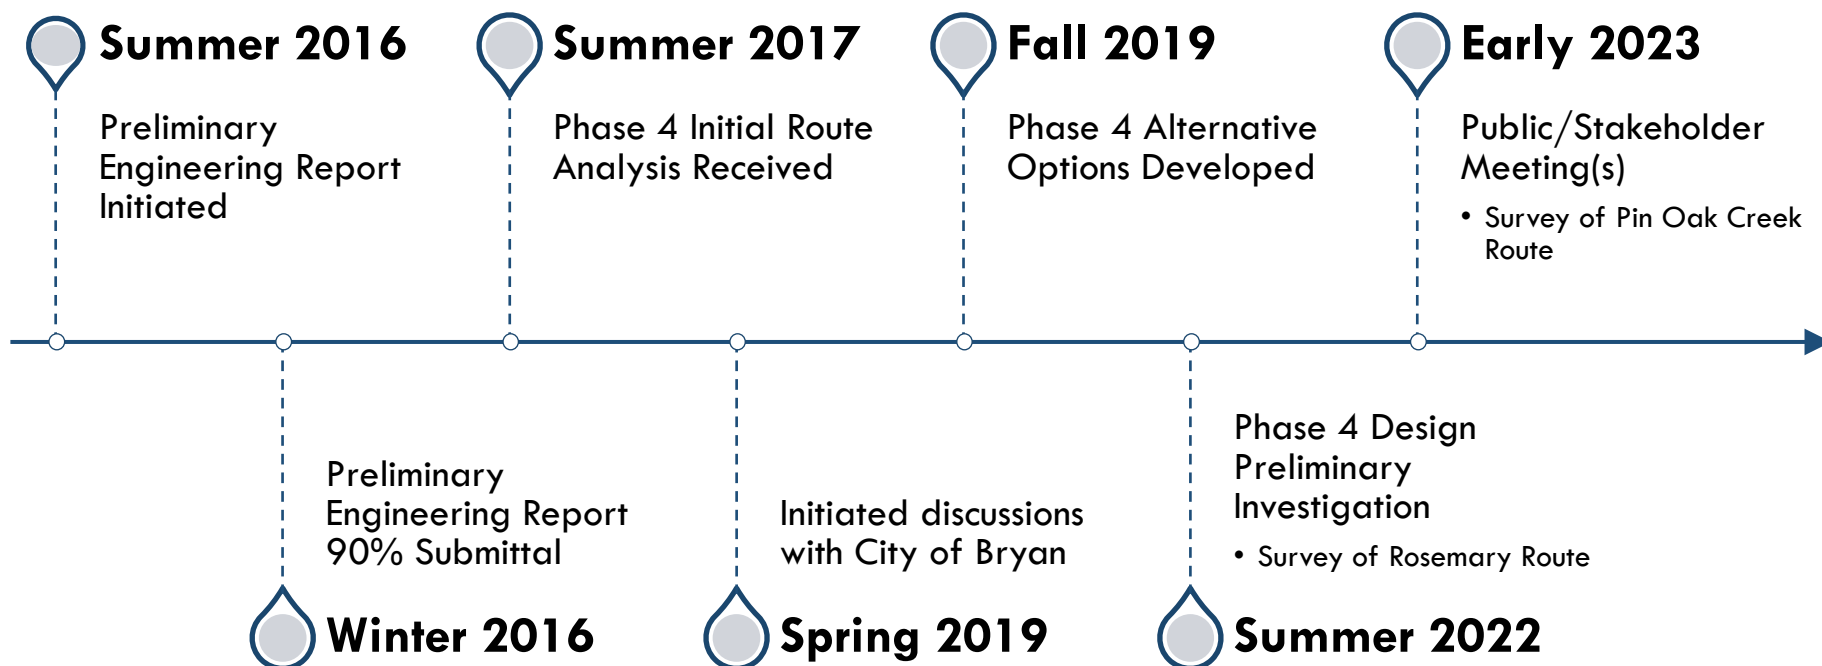 Summer 2016
Preliminary
Engineering Report
Initiated
Summer 2017
Phase 4 Initial Route
Analysis Received
Fall 2019
Phase 4 Alternative
Options Developed
Early 2023
Public/Stakeholder
Meeting(s)
• Survey of Pin Oak Creek
Route
Preliminary
Engineering Report
90% Submittal
Winter 2016
Initiated discussions
with City of Bryan
Spring 2019
Phase 4 Design
Preliminary
Investigation
• Survey of Rosemary Route
Summer 2022